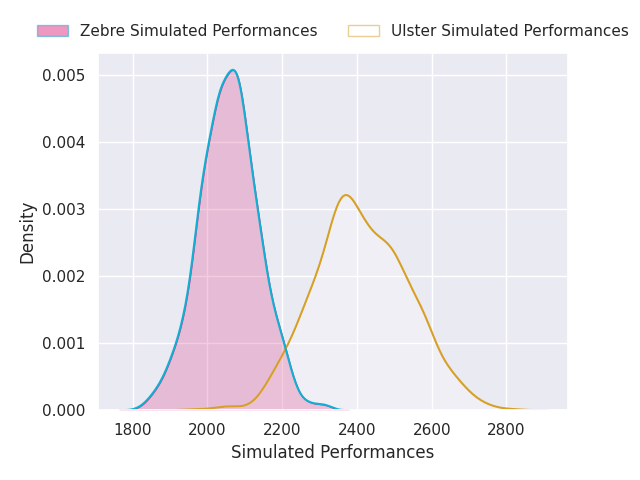 Zebre Simulated Performances
Ulster Simulated Performances
0.005
0.004
0.003
0.002
0.001
0.000
Density
1800 2000 2200 2400 2600 2800
Simulated Performances